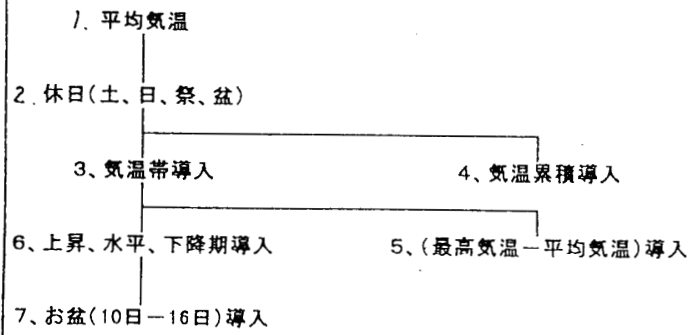 1. 平均気温
2. 休日(土、日、祭、盆)
3、気温帯導入
4、気温累積導入
6、上昇、水平、下降期導入
5、(最高気温－平均気温)導入
7、お盆(10日－16日)導入